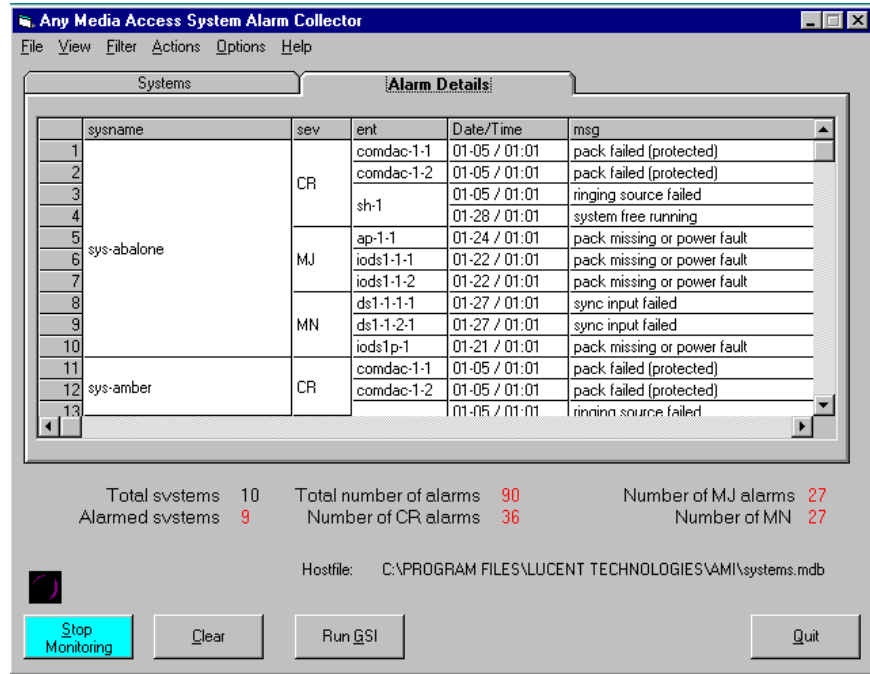 Any Media Access System Alarm Collector
File View Filter Actions Options Help
Systems Alarm Details
sysname sev ent Date/Time msg
1 sys-abalone CR comdac-1-1 01-05 / 01:01 pack failed (protected)
2 comdac-1-2 01-05 / 01:01 pack failed (protected)
3 sh-1 01-05 / 01:01 ringing source failed
4 01-28 / 01:01 system free running
5 MJ ap-1-1 01-24 / 01:01 pack missing or power fault
6 iods1-1-1 01-22 / 01:01 pack missing or power fault
7 iods1-1-2 01-22 / 01:01 pack missing or power fault
8 MN ds1-1-1-1 01-27 / 01:01 sync input failed
9 ds1-1-2-1 01-27 / 01:01 sync input failed
10 iods1p-1 01-21 / 01:01 pack missing or power fault
11 sys-amber CR comdac-1-1 01-05 / 01:01 pack failed (protected)
12 comdac-1-2 01-05 / 01:01 pack failed (protected)
13 01-05 / 01:01 ringing source failed
Total systems 10 Total number of alarms 90 Number of MJ alarms 27
Alarmed systems 9 Number of CR alarms 36 Number of MN 27
Hostfile: C:\PROGRAM FILES\LUCENT TECHNOLOGIES\AMI\systems.mdb
Stop Monitoring Clear Run GSI Quit